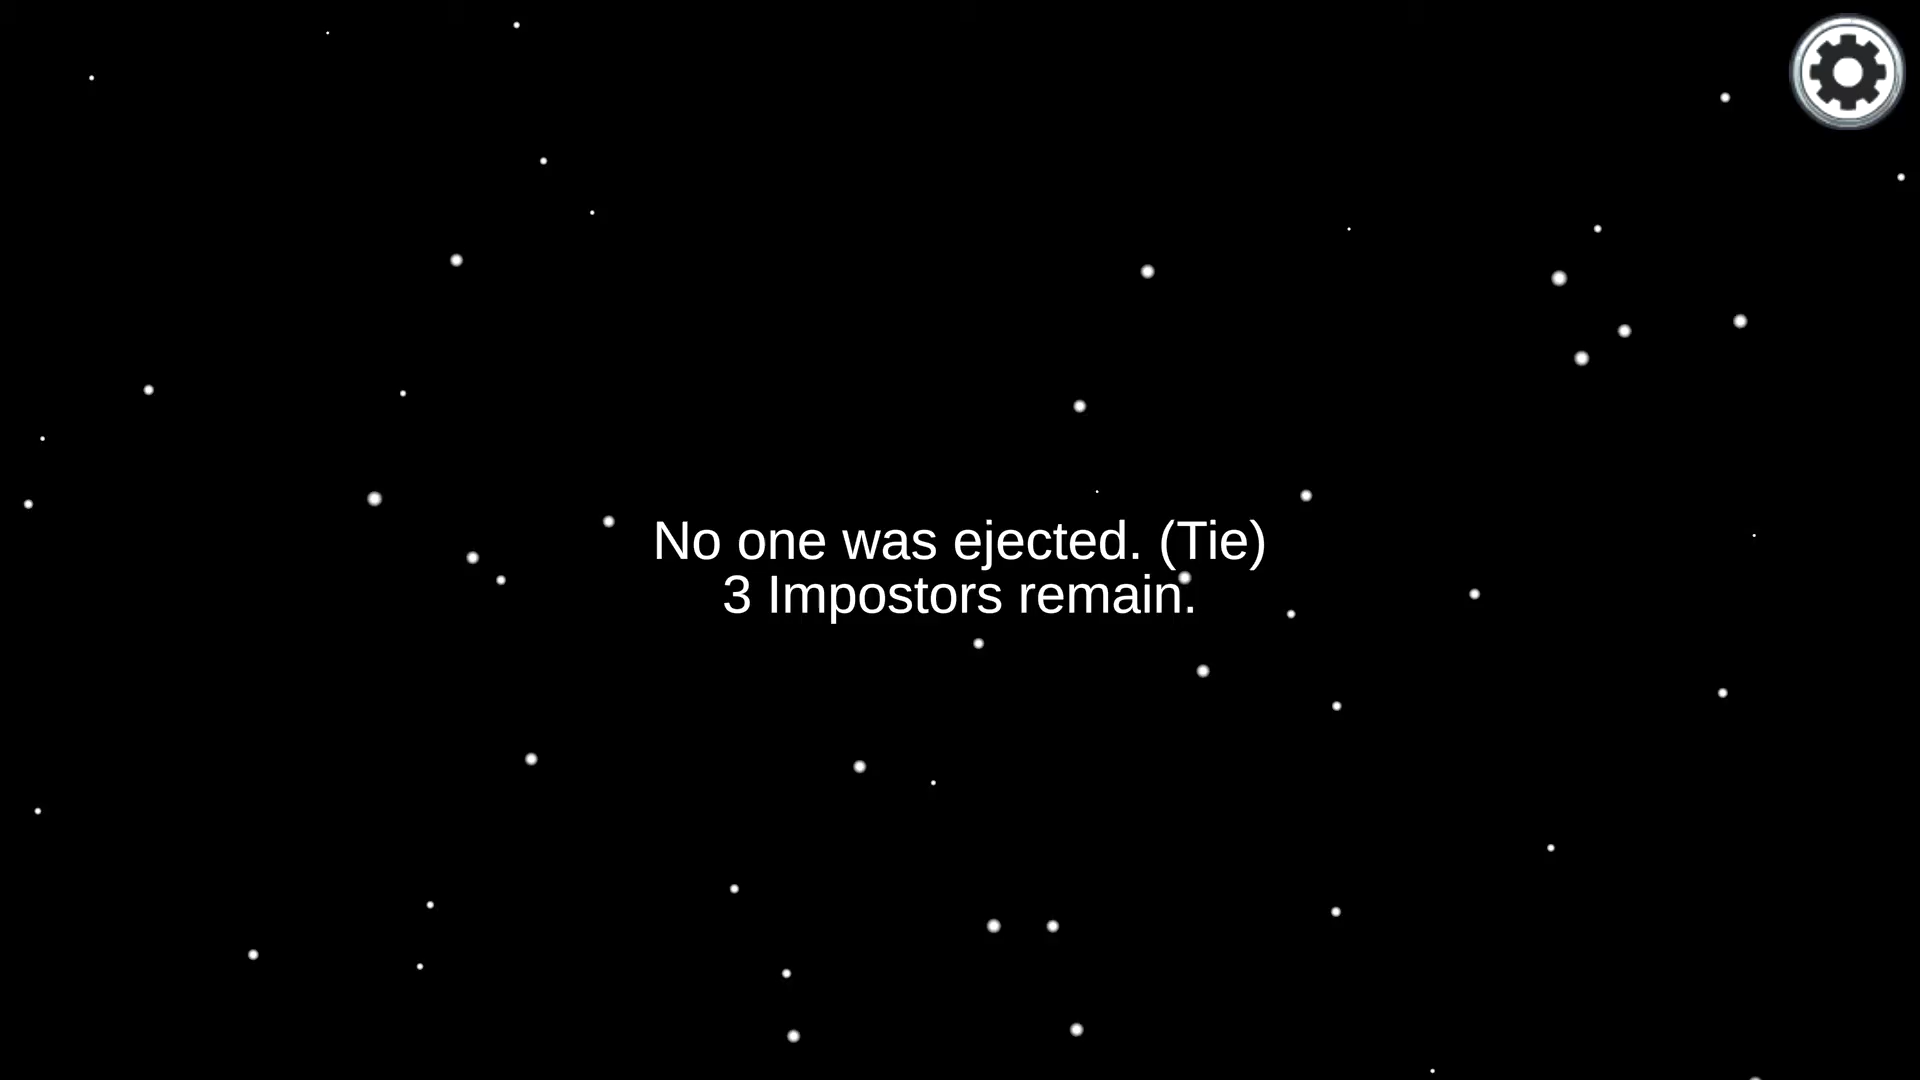 No one was ejected. (Tie)
3 Impostors remain.